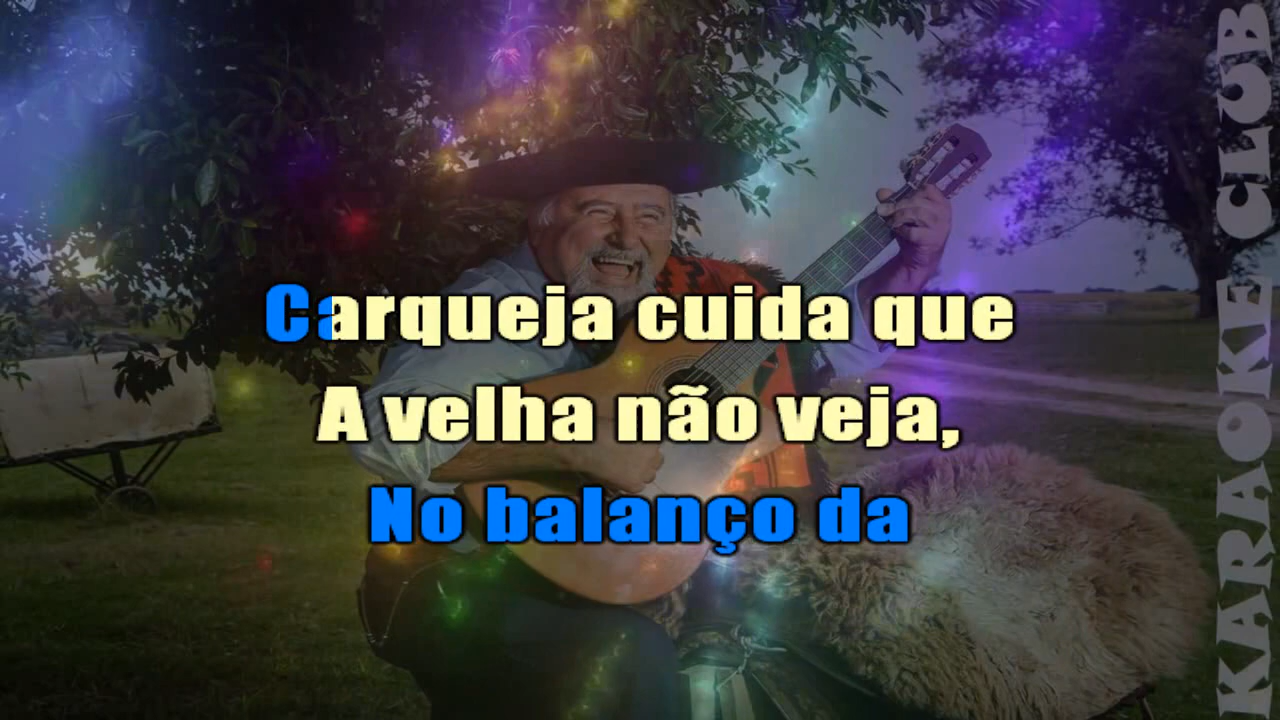 Carqueja cuida que
A velha não veja,
No balanço da
KARAOKE CLUB